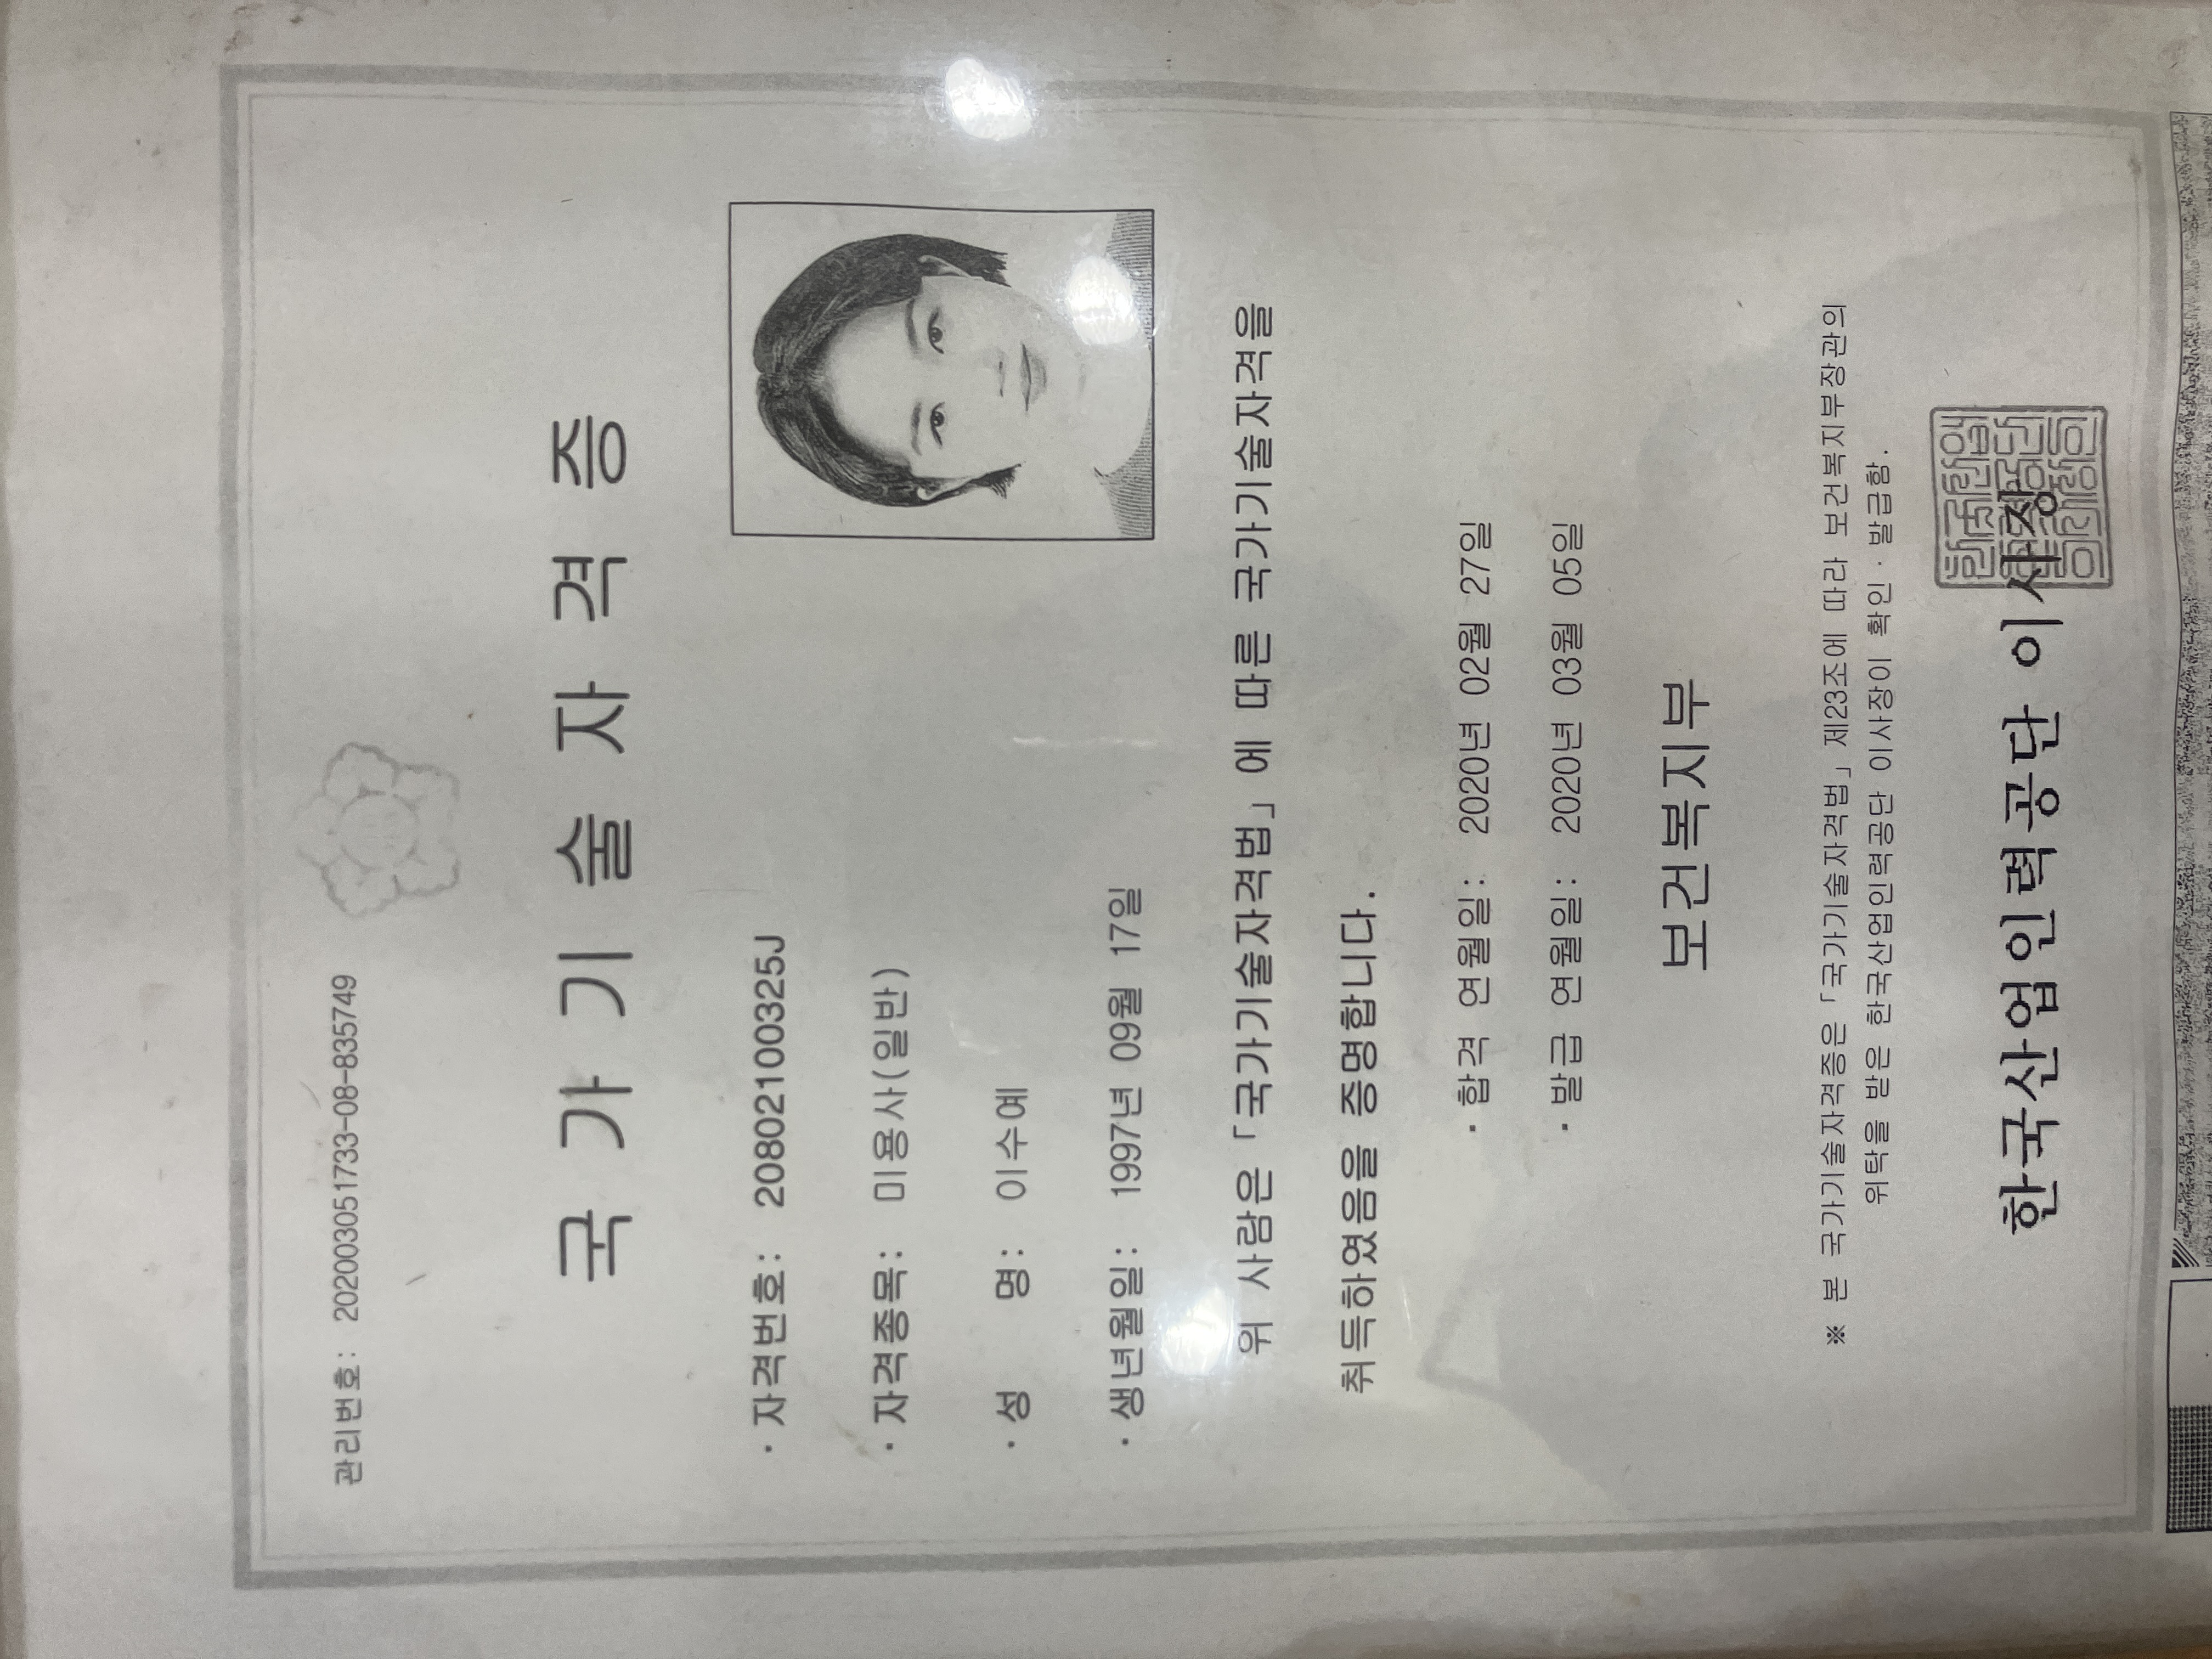 관리번호: 202003051733-08-835749
국가기술자격증
· 자격번호: 20802100325J
· 자격종목: 미용사(일반)
· 성 명: 이수예
· 생년월일: 1997년 09월 17일
위 사람은 「국가기술자격법」에 따른 국가기술자격을
취득하였음을 증명합니다.
· 합격 연월일: 2020년 02월 27일
· 발급 연월일: 2020년 03월 05일
보건복지부
※ 본 국가기술자격증은 「국가기술자격법」 제23조에 따라 보건복지부장관의
위탁을 받은 한국산업인력공단 이사장이 확인 · 발급함.
한국산업인력공단 이사장